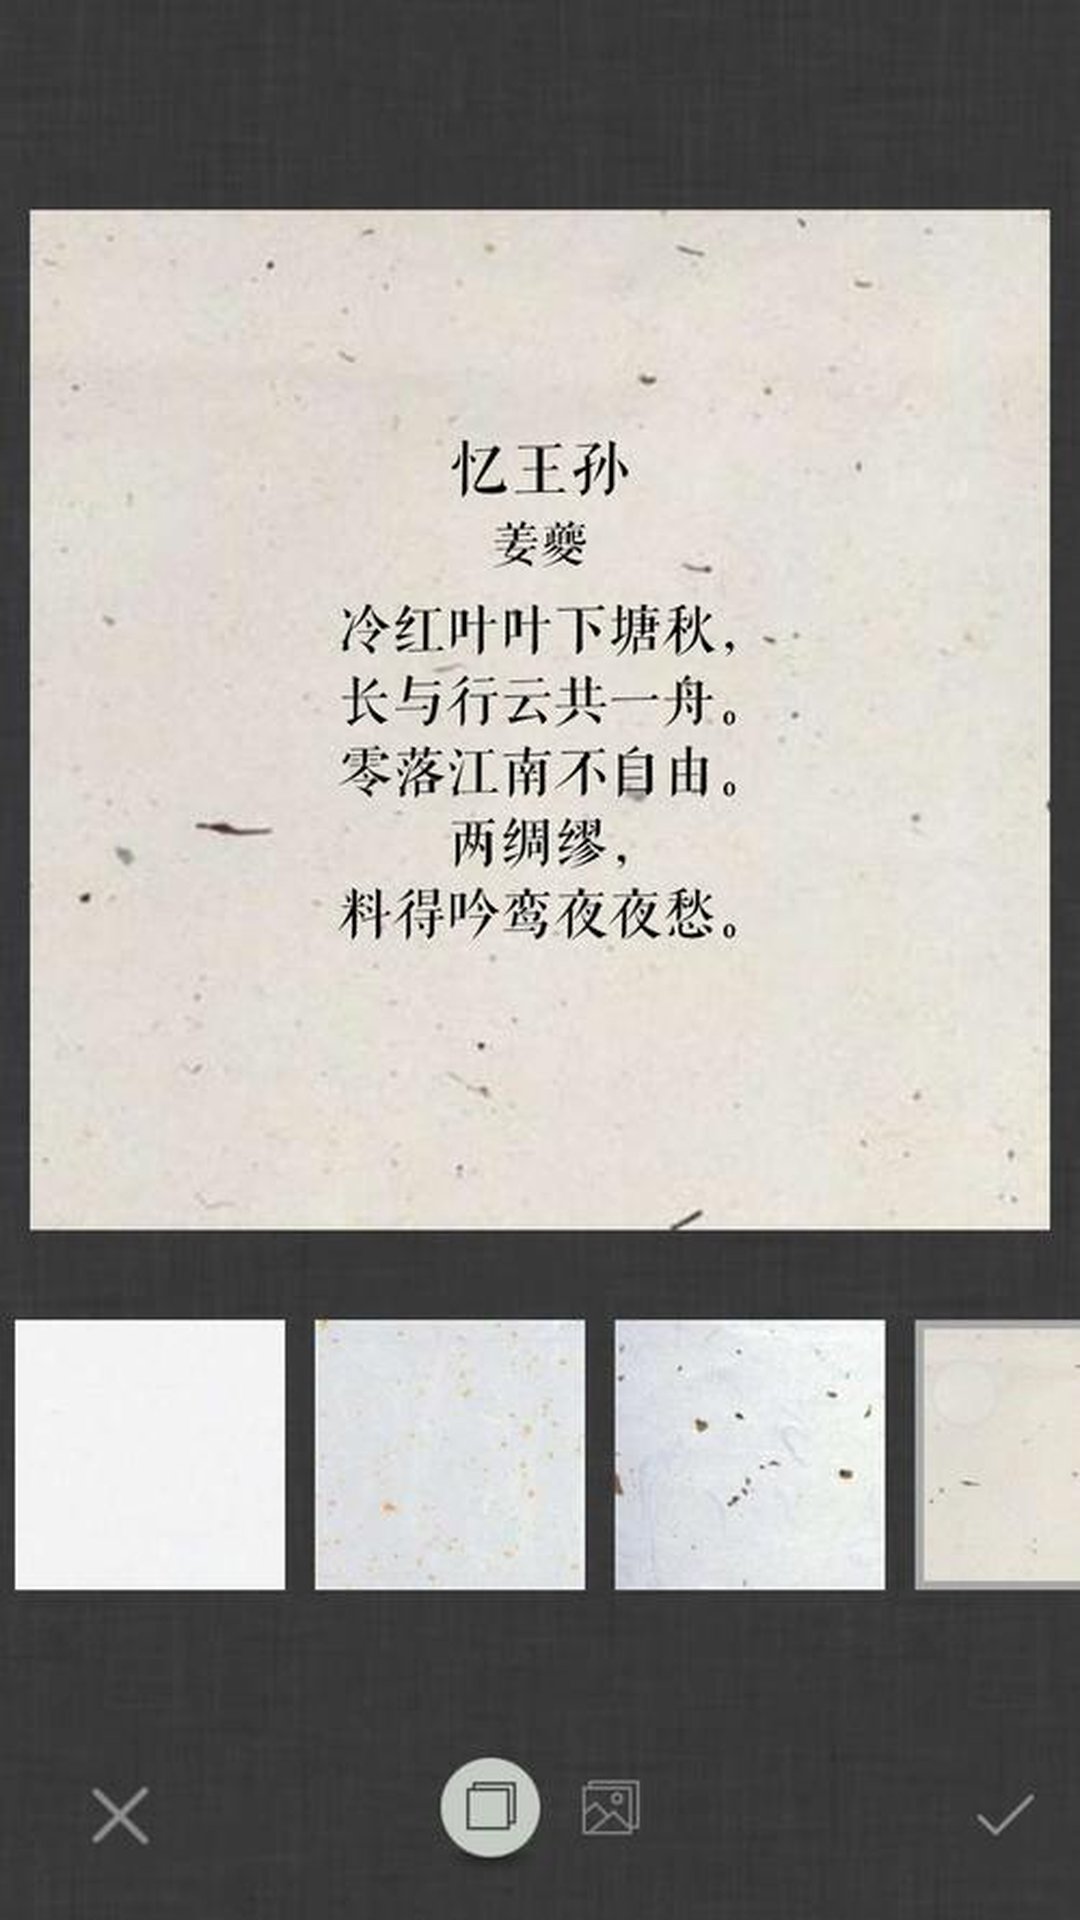 忆王孙
姜夔
冷红叶叶下塘秋，
长与行云共一舟。
零落江南不自由。
两绸缪，
料得吟鸾夜夜愁。